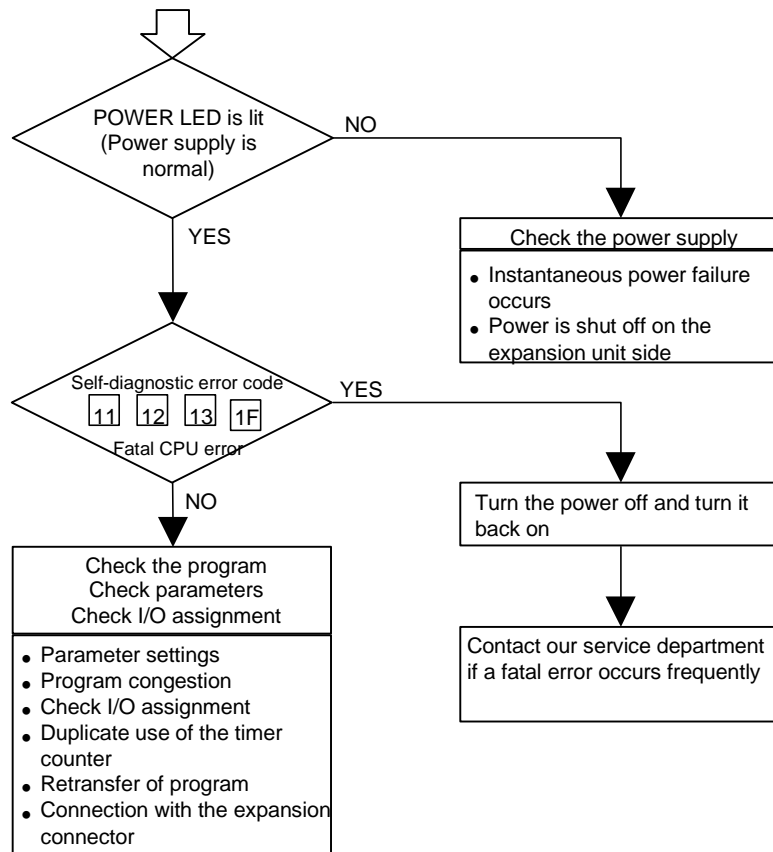 POWER LED is lit
(Power supply is
normal)
NO
YES
Check the power supply
• Instantaneous power failure
occurs
• Power is shut off on the
expansion unit side
Self-diagnostic error code
11 12 13 1F
Fatal CPU error
YES
NO
Turn the power off and turn it
back on
Contact our service department
if a fatal error occurs frequently
Check the program
Check parameters
Check I/O assignment
• Parameter settings
• Program congestion
• Check I/O assignment
• Duplicate use of the timer
counter
• Retransfer of program
• Connection with the expansion
connector